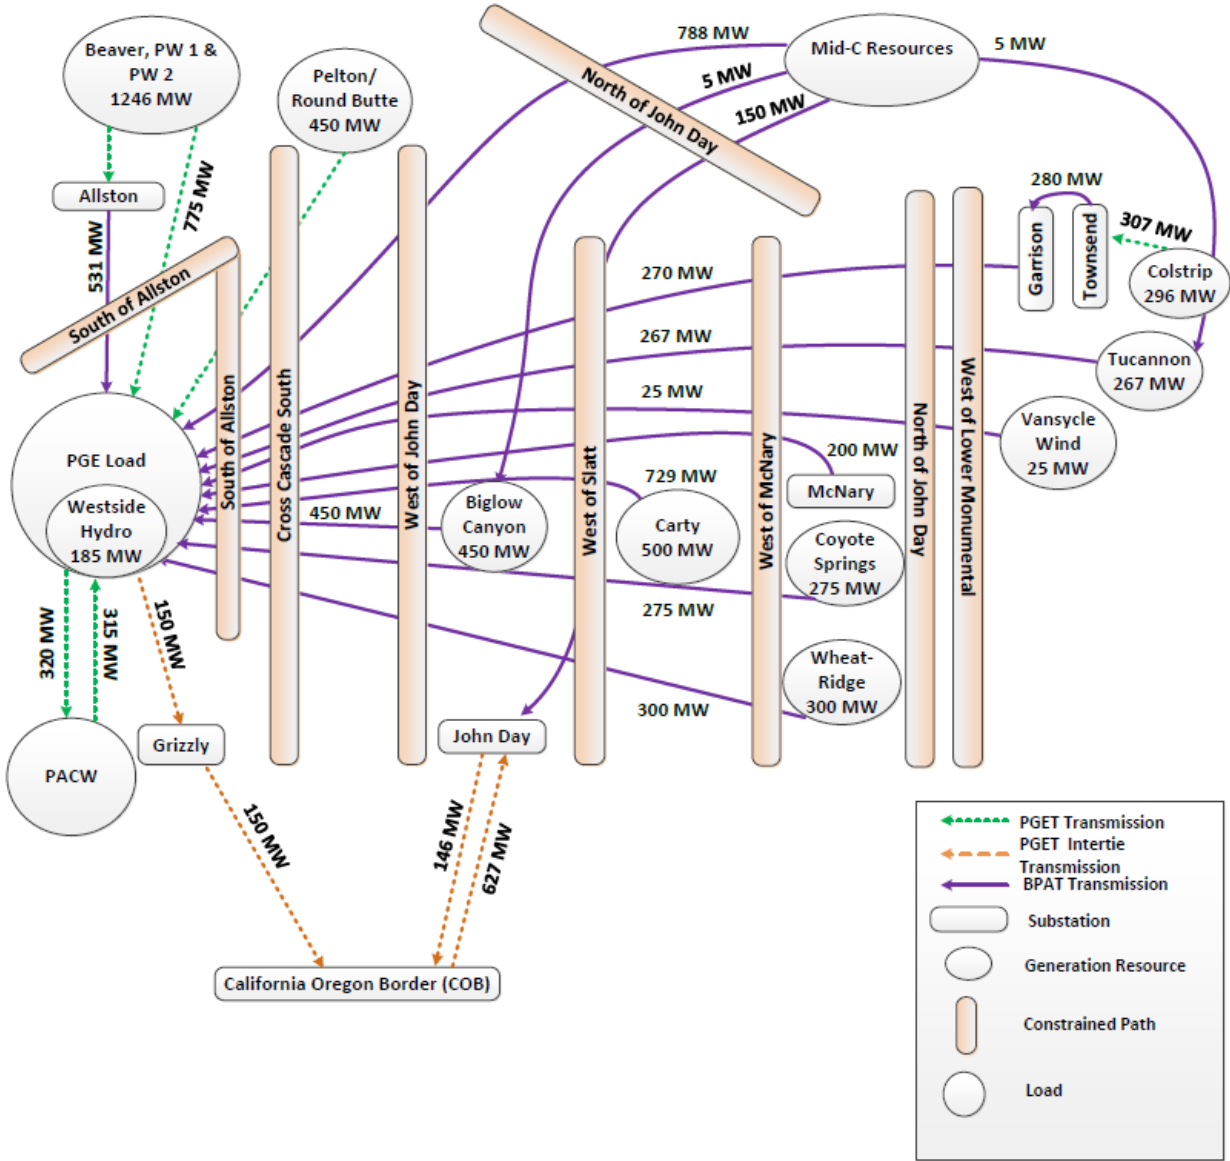 Beaver, PW 1 &
PW 2
1246 MW
Pelton/
Round Butte
450 MW
788 MW
5 MW
150 MW
Mid-C Resources
5 MW
North of John Day
Allston
531 MW
775 MW
South of Allston
South of Allston
Cross Cascade South
West of John Day
West of Slatt
West of McNary
North of John Day
West of Lower Monumental
280 MW
Garrison
Townsend
307 MW
Colstrip
296 MW
270 MW
267 MW
Tucannon
267 MW
25 MW
Vansycle
Wind
25 MW
200 MW
McNary
PGE Load
Westside
Hydro
185 MW
450 MW
Biglow
Canyon
450 MW
729 MW
Carty
500 MW
Coyote
Springs
275 MW
275 MW
Wheat-
Ridge
300 MW
300 MW
320 MW
315 MW
150 MW
PACW
Grizzly
John Day
150 MW
146 MW
627 MW
California Oregon Border (COB)
PGET Transmission
PGET Intertie
Transmission
BPAT Transmission
Substation
Generation Resource
Constrained Path
Load